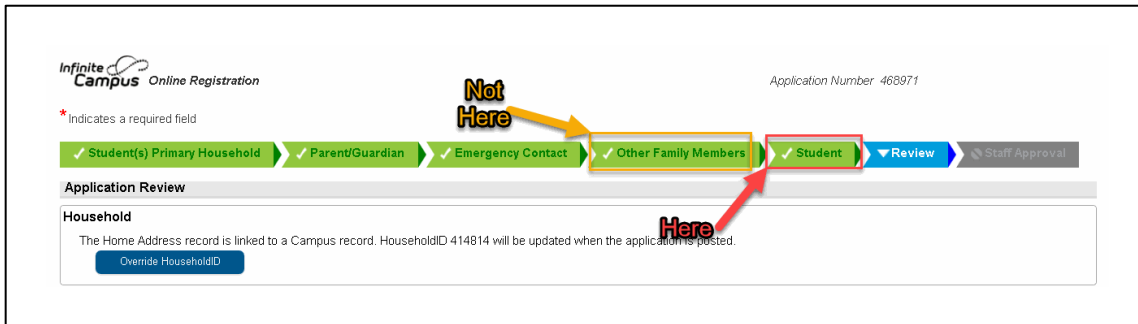 Infinite
Campus Online Registration
Application Number 468971
Not
Here
*Indicates a required field
Student(s) Primary Household Parent/Guardian Emergency Contact Other Family Members Student Review Staff Approval
Application Review
Here
Household
The Home Address record is linked to a Campus record. HouseholdID 414814 will be updated when the application is posted.
Override HouseholdID